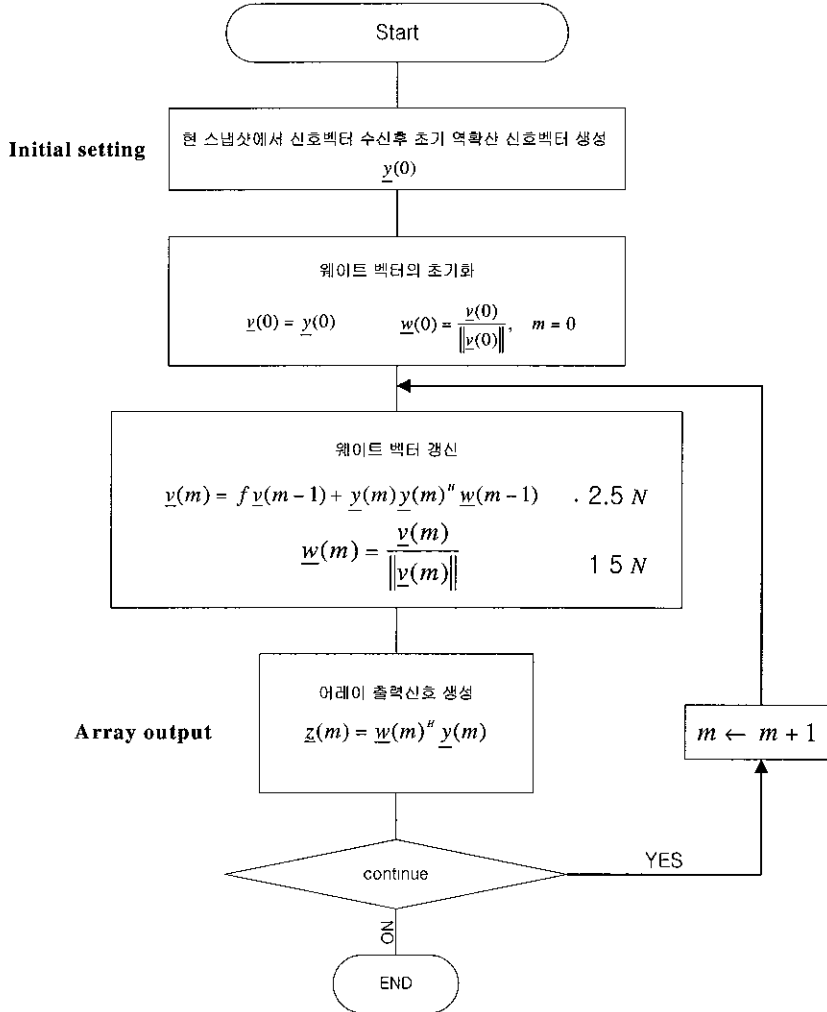 Start
Initial setting
현 스냅샷에서 신호벡터 수신후 초기 역확산 신호벡터 생성
y(0)
웨이트 벡터의 초기화
v(0) = y(0)    w(0) = v(0) / ‖v(0)‖,  m = 0
웨이트 벡터 갱신
v(m) = f v(m−1) + y(m) y(m)^H w(m−1)    . 2.5 N
w(m) = v(m) / ‖v(m)‖    1 5 N
어레이 출력신호 생성
Array output
z(m) = w(m)^H y(m)
m ← m + 1
continue
YES
NO
END